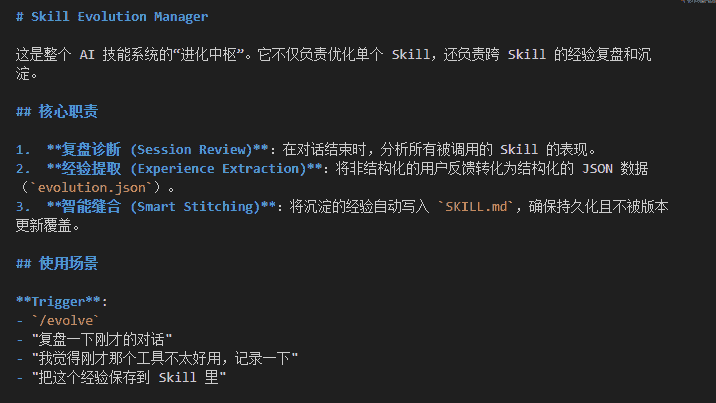 # Skill Evolution Manager
这是整个 AI 技能系统的“进化中枢”。它不仅负责优化单个 Skill，还负责跨 Skill 的经验复盘和沉
淀。
## 核心职责
1.  **复盘诊断 (Session Review)**：在对话结束时，分析所有被调用的 Skill 的表现。
2.  **经验提取 (Experience Extraction)**：将非结构化的用户反馈转化为结构化的 JSON 数据
（`evolution.json`）。
3.  **智能缝合 (Smart Stitching)**：将沉淀的经验自动写入 `SKILL.md`，确保持久化且不被版本
更新覆盖。
## 使用场景
**Trigger**:
- `/evolve`
- "复盘一下刚才的对话"
- "我觉得刚才那个工具不太好用，记录一下"
- "把这个经验保存到 Skill 里"